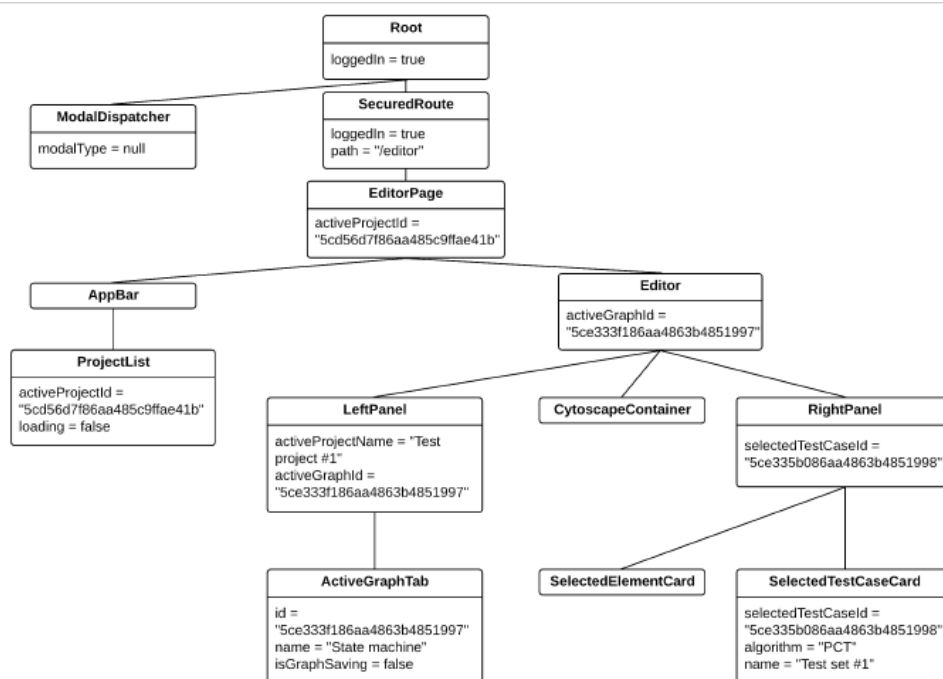 Root
loggedIn = true
ModalDispatcher
modalType = null
SecuredRoute
loggedIn = true
path = "/editor"
EditorPage
activeProjectId =
"5cd56d7f86aa485c9ffae41b"
AppBar
Editor
activeGraphId =
"5ce333f186aa4863b4851997"
ProjectList
activeProjectId =
"5cd56d7f86aa485c9ffae41b"
loading = false
LeftPanel
activeProjectName = "Test
project #1"
activeGraphId =
"5ce333f186aa4863b4851997"
CytoscapeContainer
RightPanel
selectedTestCaseId =
"5ce335b086aa4863b4851998"
ActiveGraphTab
id =
"5ce333f186aa4863b4851997"
name = "State machine"
isGraphSaving = false
SelectedElementCard
SelectedTestCaseCard
selectedTestCaseId =
"5ce335b086aa4863b4851998"
algorithm = "PCT"
name = "Test set #1"